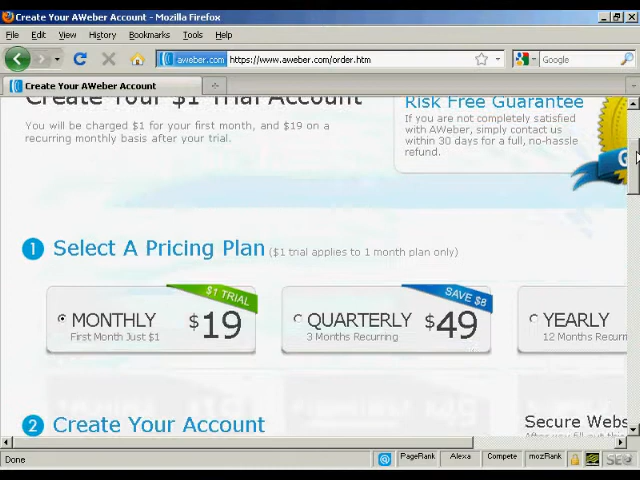 Create Your AWeber Account - Mozilla Firefox
File Edit View History Bookmarks Tools Help
aweber.com https://www.aweber.com/order.htm
Google
Create Your AWeber Account
Create Your $1 Trial Account
You will be charged $1 for your first month, and $19 on a
recurring monthly basis after your trial.
Risk Free Guarantee
If you are not completely satisfied
with AWeber, simply contact us
within 30 days for a full, no-hassle
refund.
1 Select A Pricing Plan ($1 trial applies to 1 month plan only)
$1 TRIAL
MONTHLY $19
First Month Just $1
SAVE $8
QUARTERLY $49
3 Months Recurring
YEARLY
12 Months Recurr
2 Create Your Account
Secure Webs
Done
PageRank Alexa Compete mozRank